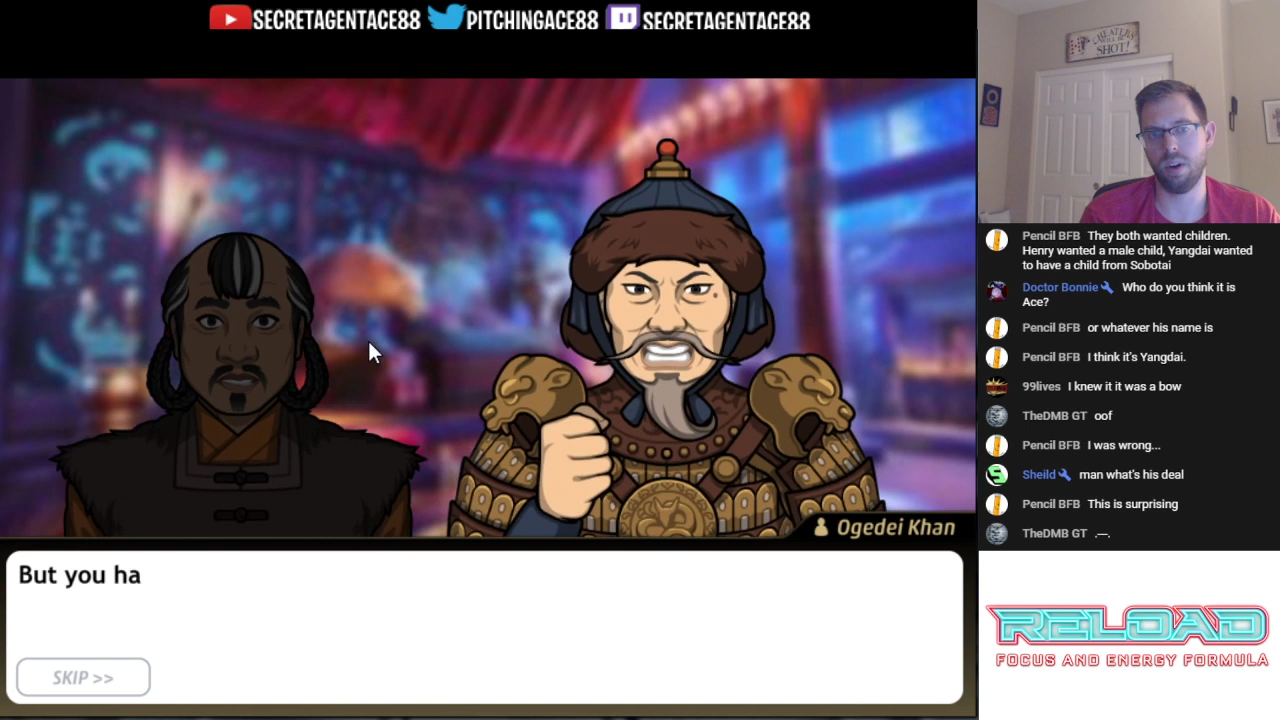 SECRETAGENTACE88 PITCHINGACE88 SECRETAGENTACE88
CHEATERS
WILL BE
SHOT!
Pencil BFB They both wanted children.
Henry wanted a male child, Yangdai wanted
to have a child from Sobotai
Doctor Bonnie Who do you think it is
Ace?
Pencil BFB or whatever his name is
Pencil BFB I think it's Yangdai.
99lives I knew it it was a bow
TheDMB GT oof
Pencil BFB I was wrong...
Sheild man what's his deal
Pencil BFB This is surprising
TheDMB GT .—.
Ogedei Khan
But you ha
SKIP >>
RELOAD
FOCUS AND ENERGY FORMULA